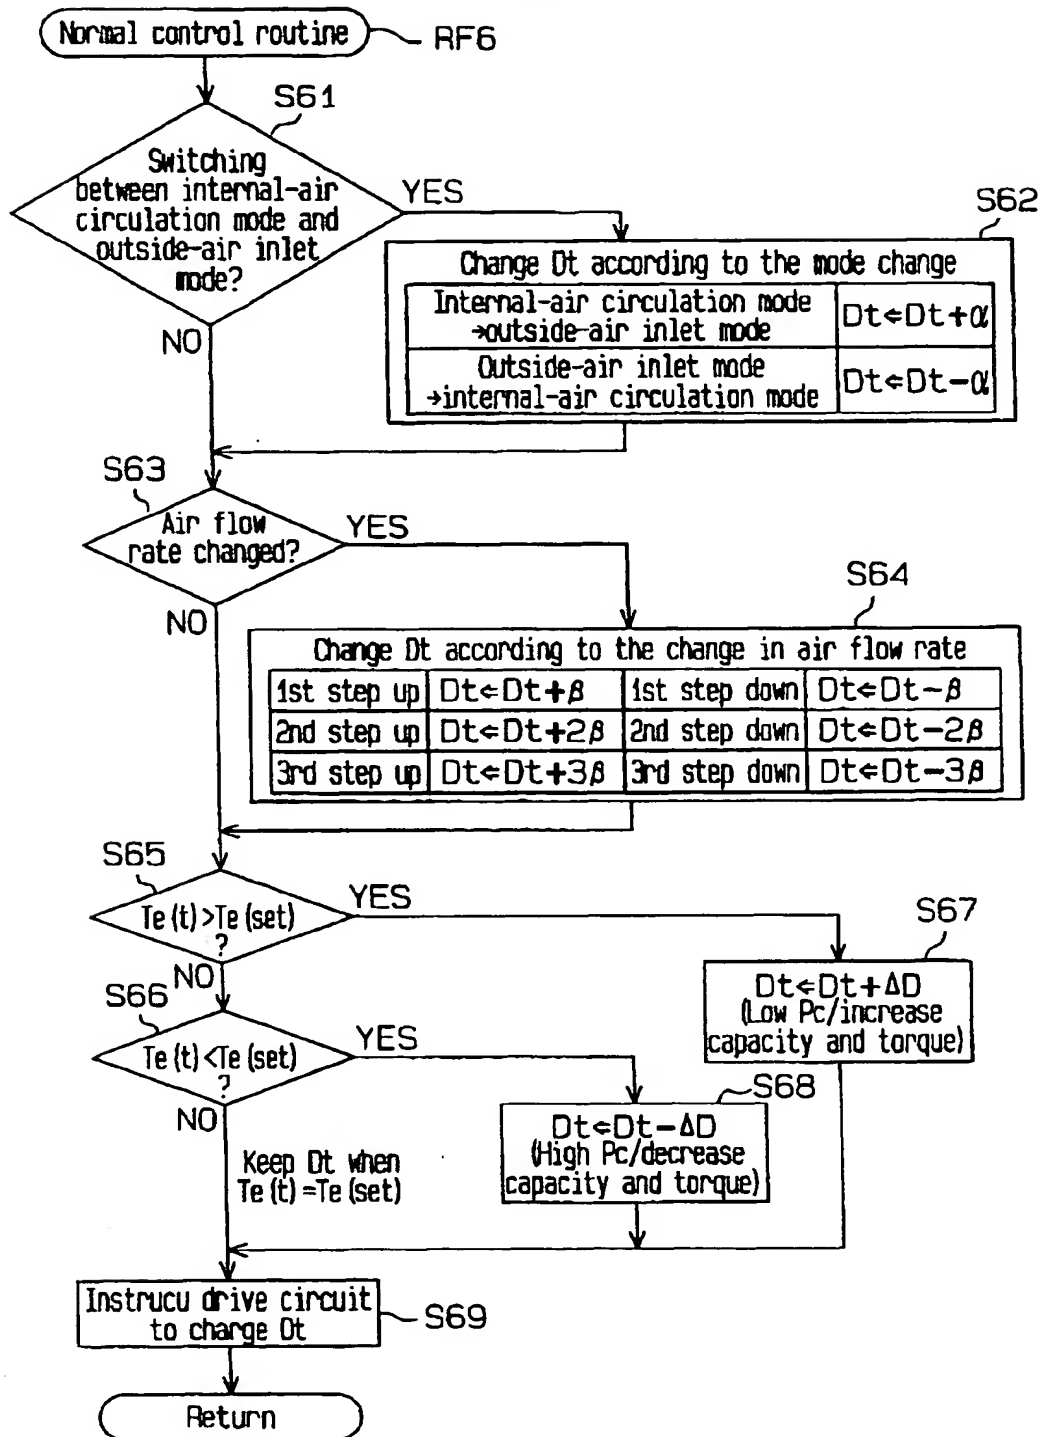 Normal control routine
RF6
S61
Switching
between internal-air
circulation mode and
outside-air inlet
mode?
YES
NO
S62
Change Dt according to the mode change
Internal-air circulation mode
→outside-air inlet mode
Dt⇐Dt+α
Outside-air inlet mode
→internal-air circulation mode
Dt⇐Dt-α
S63
Air flow
rate changed?
YES
NO
S64
Change Dt according to the change in air flow rate
1st step up Dt⇐Dt+β 1st step down Dt⇐Dt-β
2nd step up Dt⇐Dt+2β 2nd step down Dt⇐Dt-2β
3rd step up Dt⇐Dt+3β 3rd step down Dt⇐Dt-3β
S65
Te(t)>Te(set)
?
YES
NO
S67
Dt⇐Dt+ΔD
(Low Pc/increase
capacity and torque)
S66
Te(t)<Te(set)
?
YES
NO
S68
Dt⇐Dt-ΔD
(High Pc/decrease
capacity and torque)
Keep Dt when
Te(t)=Te(set)
Instrucu drive circuit
to charge Dt
S69
Return